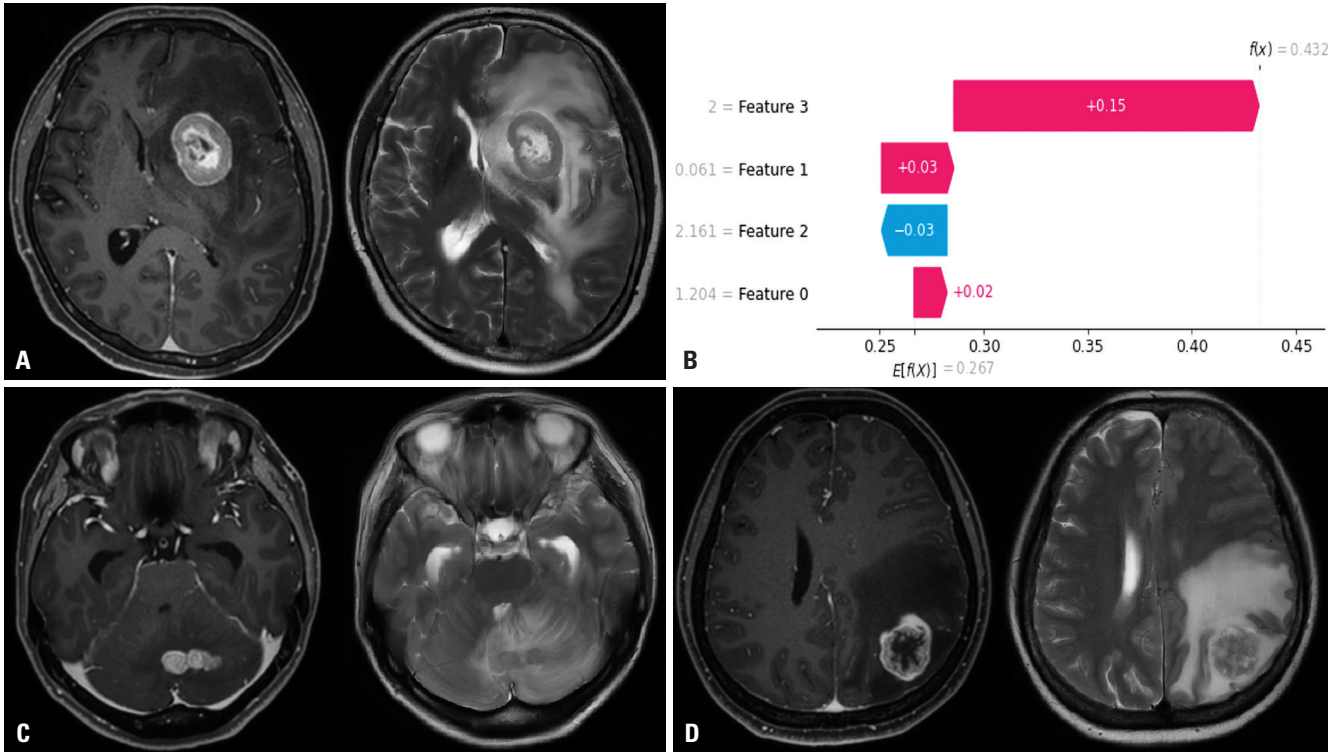 A
B
f(x) = 0.432
2 = Feature 3
+0.15
0.061 = Feature 1
+0.03
2.161 = Feature 2
−0.03
1.204 = Feature 0
+0.02
0.25 0.30 0.35 0.40 0.45
E[f(X)] = 0.267
C
D